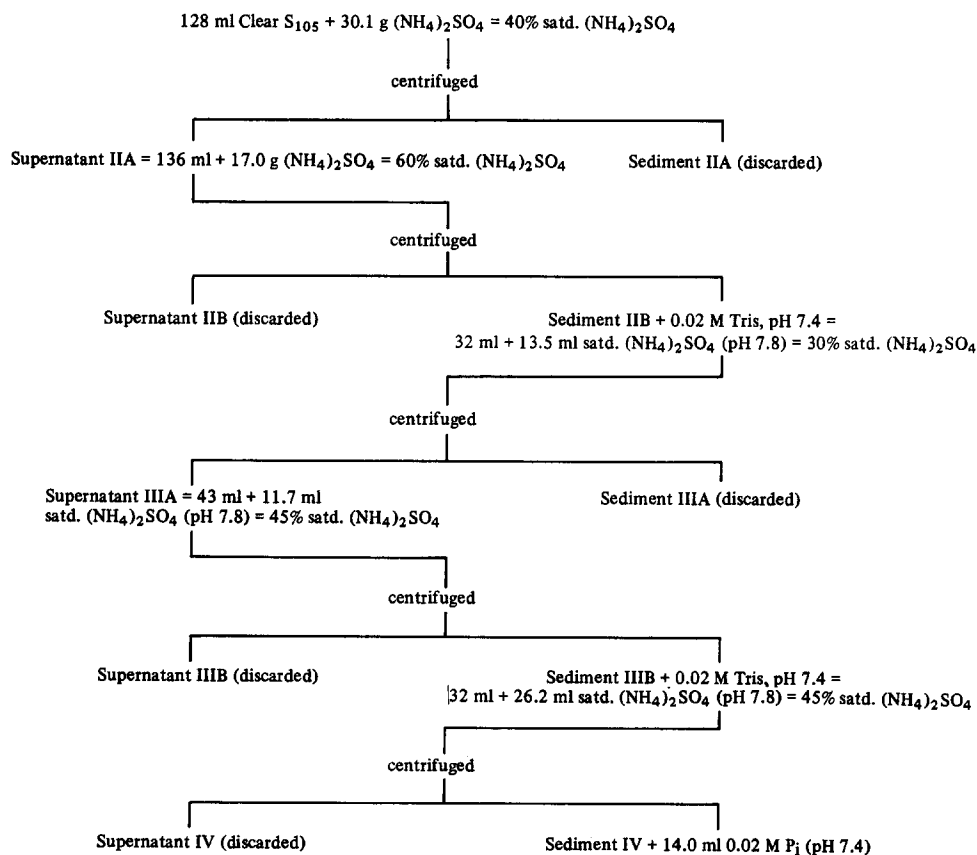 128 ml Clear S₁₀₅ + 30.1 g (NH₄)₂SO₄ = 40% satd. (NH₄)₂SO₄
centrifuged
Supernatant IIA = 136 ml + 17.0 g (NH₄)₂SO₄ = 60% satd. (NH₄)₂SO₄
Sediment IIA (discarded)
centrifuged
Supernatant IIB (discarded)
Sediment IIB + 0.02 M Tris, pH 7.4 =
32 ml + 13.5 ml satd. (NH₄)₂SO₄ (pH 7.8) = 30% satd. (NH₄)₂SO₄
centrifuged
Supernatant IIIA = 43 ml + 11.7 ml
satd. (NH₄)₂SO₄ (pH 7.8) = 45% satd. (NH₄)₂SO₄
Sediment IIIA (discarded)
centrifuged
Supernatant IIIB (discarded)
Sediment IIIB + 0.02 M Tris, pH 7.4 =
32 ml + 26.2 ml satd. (NH₄)₂SO₄ (pH 7.8) = 45% satd. (NH₄)₂SO₄
centrifuged
Supernatant IV (discarded)
Sediment IV + 14.0 ml 0.02 M Pᵢ (pH 7.4)